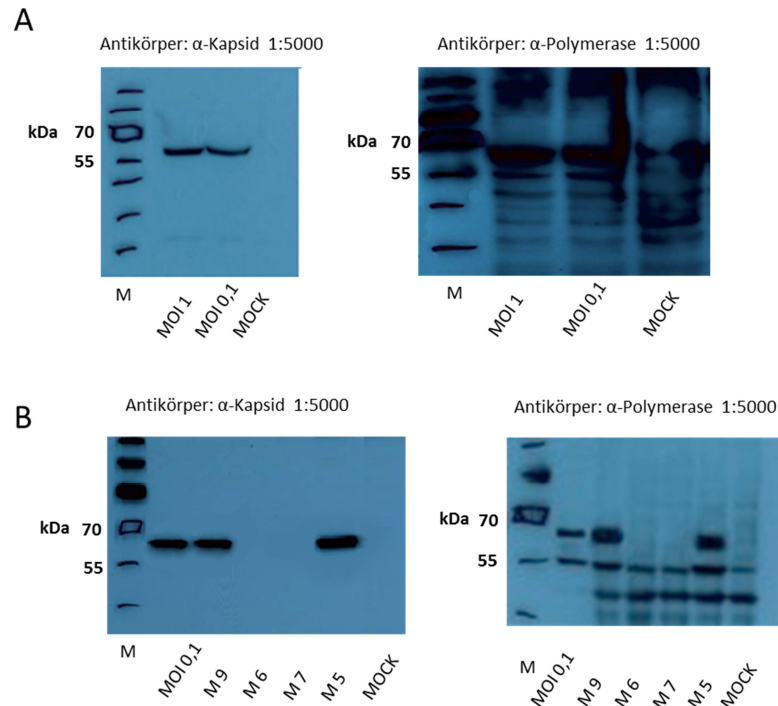 A
Antikörper: α-Kapsid 1:5000
kDa
70
55
M
MOI 1
MOI 0,1
MOCK
Antikörper: α-Polymerase 1:5000
kDa
70
55
M
MOI 1
MOI 0,1
MOCK
B
Antikörper: α-Kapsid 1:5000
kDa
70
55
M
MOI 0,1
M 9
M 6
M 7
M 5
MOCK
Antikörper: α-Polymerase 1:5000
kDa
70
55
M
MOI 0,1
M 9
M 6
M 7
M 5
MOCK